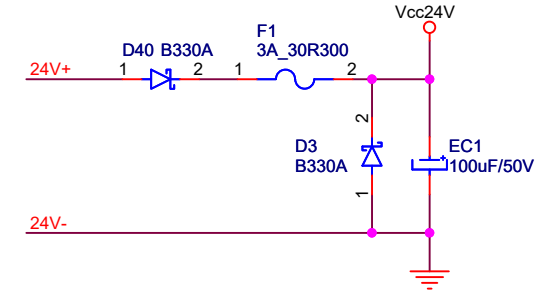 Vcc24V
F1
D40 B330A
3A_30R300
24V+
1
2
1
2
2
D3
B330A
EC1
+
100uF/50V
1
24V-